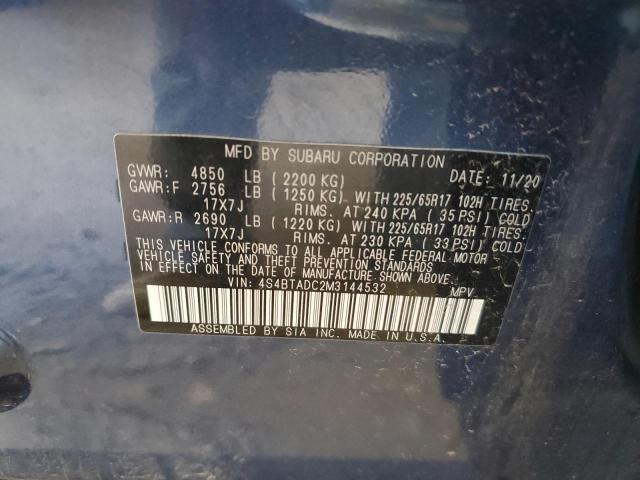 MFD BY SUBARU CORPORATION DATE: 11/20
GVWR: 4850 LB (2200 KG)
GAWR:F 2756 LB (1250 KG) WITH 225/65R17 102H TIRES,
17X7J RIMS, AT 240 KPA (35 PSI) COLD
GAWR:R 2690 LB (1220 KG) WITH 225/65R17 102H TIRES,
17X7J RIMS, AT 230 KPA (33 PSI) COLD
THIS VEHICLE CONFORMS TO ALL APPLICABLE FEDERAL MOTOR
VEHICLE SAFETY AND THEFT PREVENTION STANDARDS
IN EFFECT ON THE DATE OF MANUFACTURE SHOWN ABOVE.
VIN: 4S4BTADC2M3144532 MPV
ASSEMBLED BY SIA INC. MADE IN U.S.A.